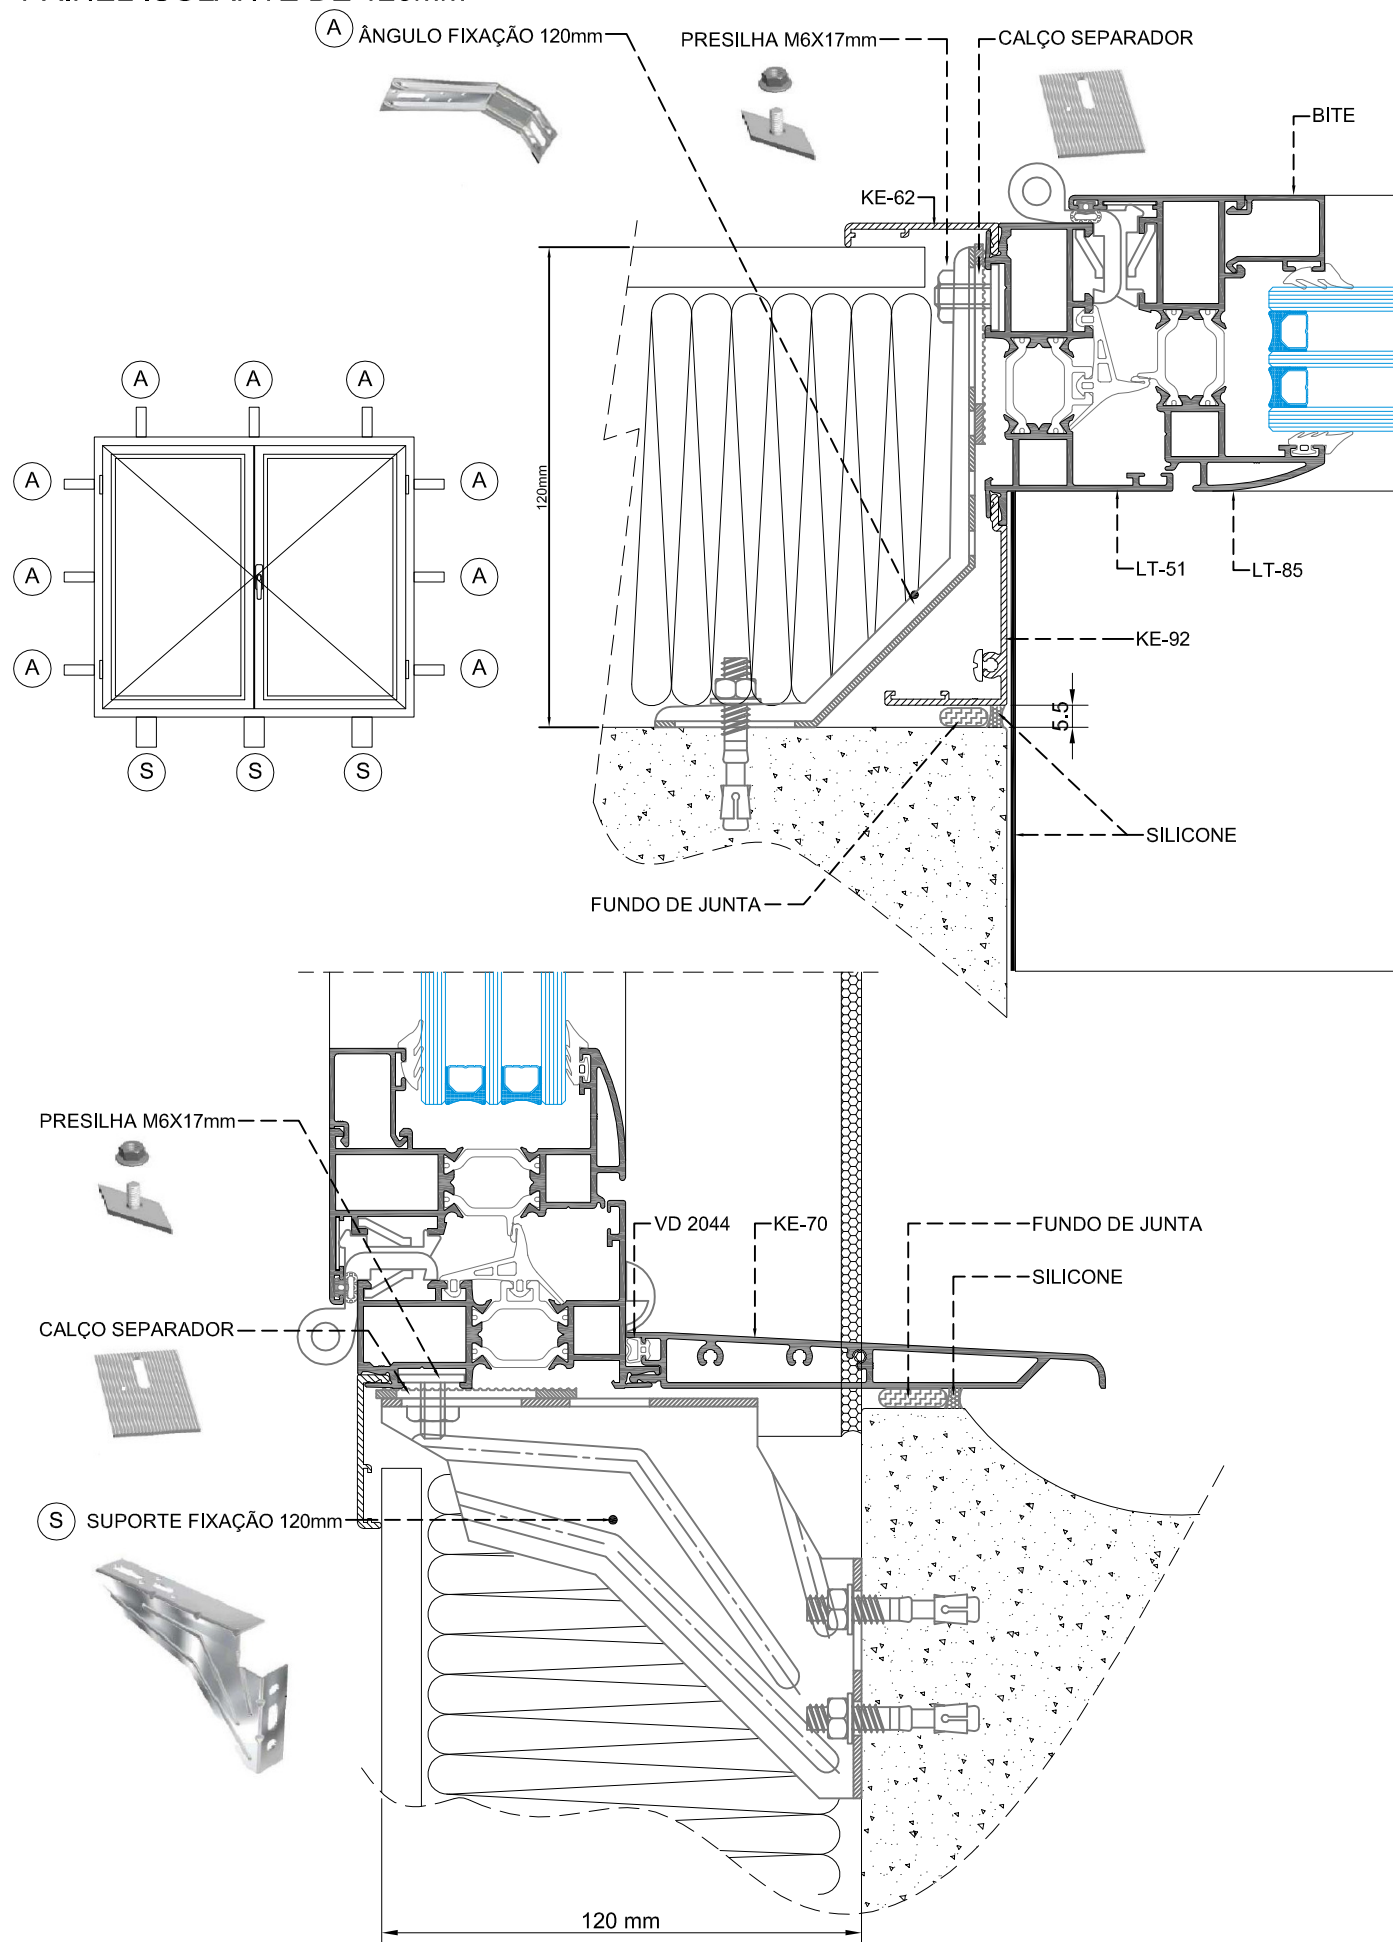 A ÂNGULO FIXAÇÃO 120mm
PRESILHA M6X17mm
CALÇO SEPARADOR
BITE
KE-62
120mm
A
A
A
A
A
A
A
A
A
S
S
S
LT-51
LT-85
KE-92
5.5
SILICONE
FUNDO DE JUNTA
PRESILHA M6X17mm
VD 2044
KE-70
FUNDO DE JUNTA
SILICONE
CALÇO SEPARADOR
S SUPORTE FIXAÇÃO 120mm
120 mm